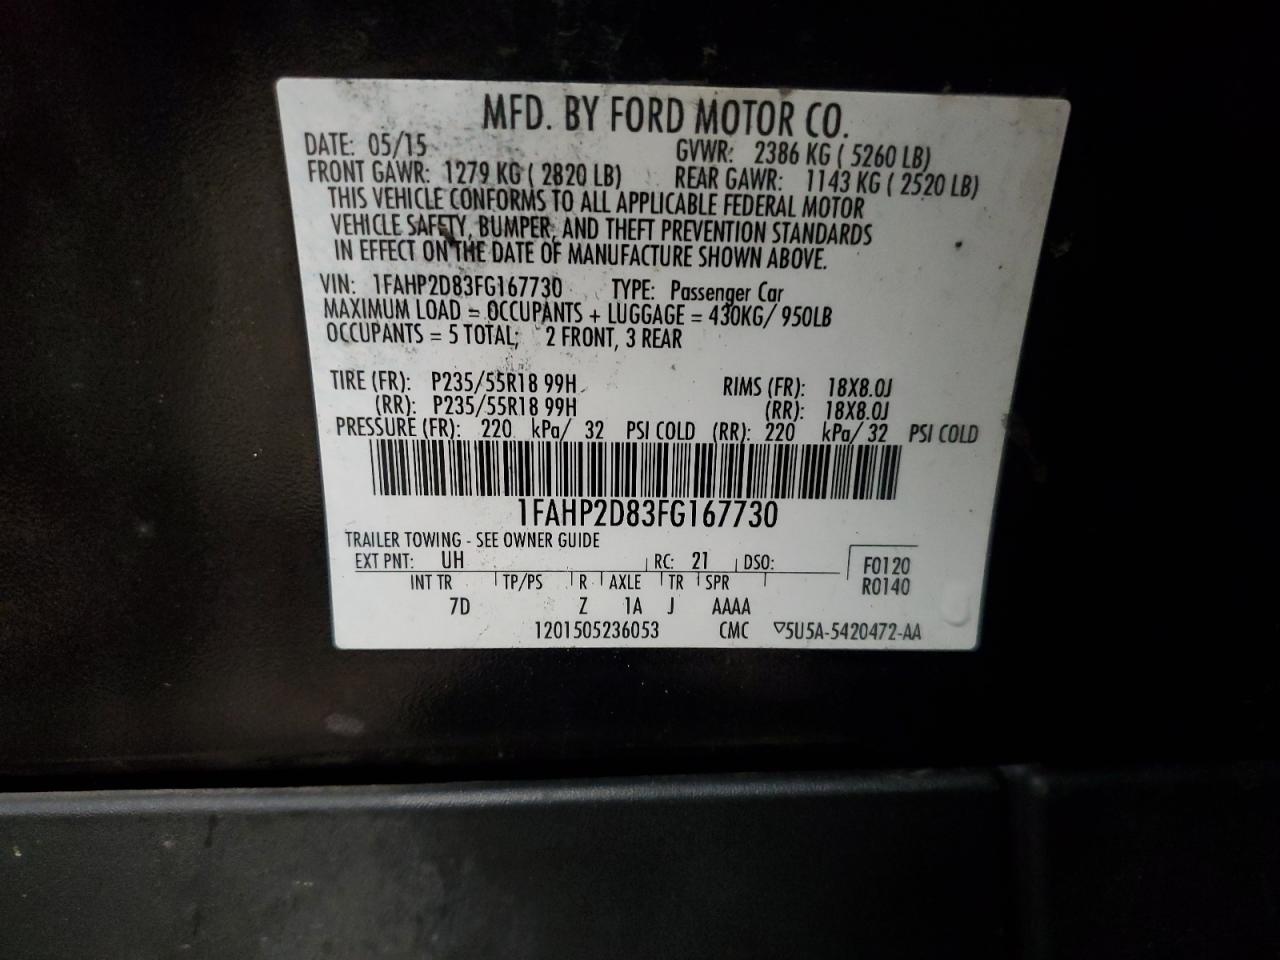 MFD. BY FORD MOTOR CO.
DATE: 05/15 GVWR: 2386 KG ( 5260 LB)
FRONT GAWR: 1279 KG ( 2820 LB) REAR GAWR: 1143 KG ( 2520 LB)
THIS VEHICLE CONFORMS TO ALL APPLICABLE FEDERAL MOTOR
VEHICLE SAFETY, BUMPER, AND THEFT PREVENTION STANDARDS
IN EFFECT ON THE DATE OF MANUFACTURE SHOWN ABOVE.
VIN: 1FAHP2D83FG167730 TYPE: Passenger Car
MAXIMUM LOAD = OCCUPANTS + LUGGAGE = 430KG/ 950LB
OCCUPANTS = 5 TOTAL; 2 FRONT, 3 REAR
TIRE (FR): P235/55R18 99H RIMS (FR): 18X8.0J
(RR): P235/55R18 99H (RR): 18X8.0J
PRESSURE (FR): 220 kPa/ 32 PSI COLD (RR): 220 kPa/ 32 PSI COLD
1FAHP2D83FG167730
TRAILER TOWING - SEE OWNER GUIDE
EXT PNT: UH RC: 21 DSO: F0120
INT TR TP/PS R AXLE TR SPR R0140
7D Z 1A J AAAA
1201505236053 CMC ▽5U5A-5420472-AA